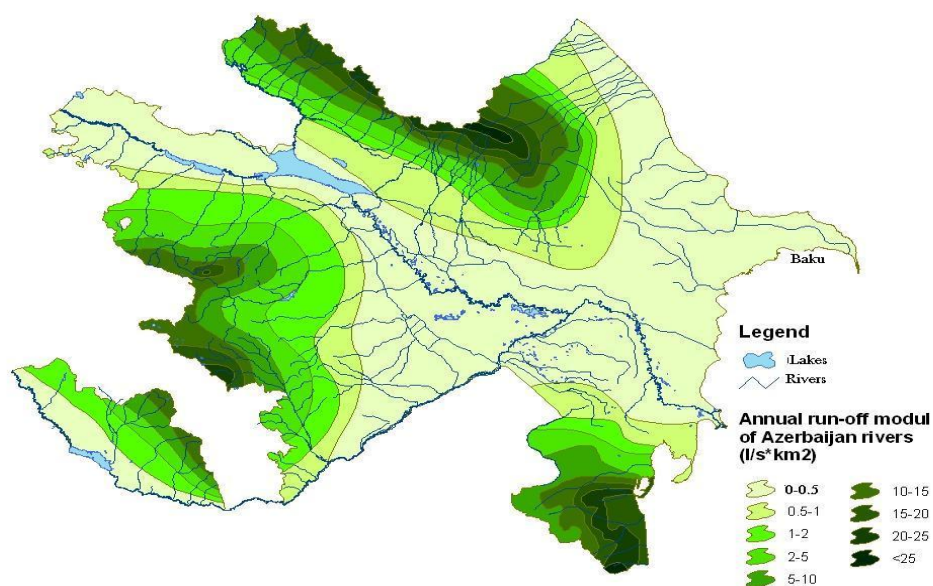 Baku
Legend
Lakes
Rivers
Annual run-off modul
of Azerbaijan rivers
(l/s*km2)
0-0.5
0.5-1
1-2
2-5
5-10
10-15
15-20
20-25
<25